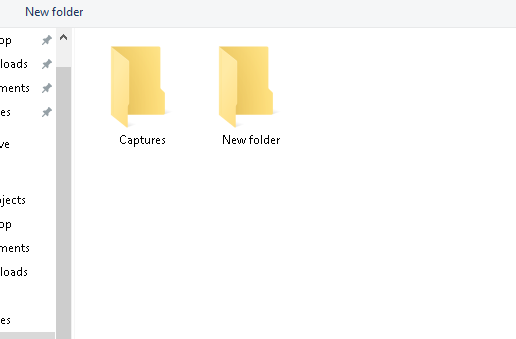 New folder
op
loads
ments
es
ve
jects
op
ments
loads
es
Captures
New folder